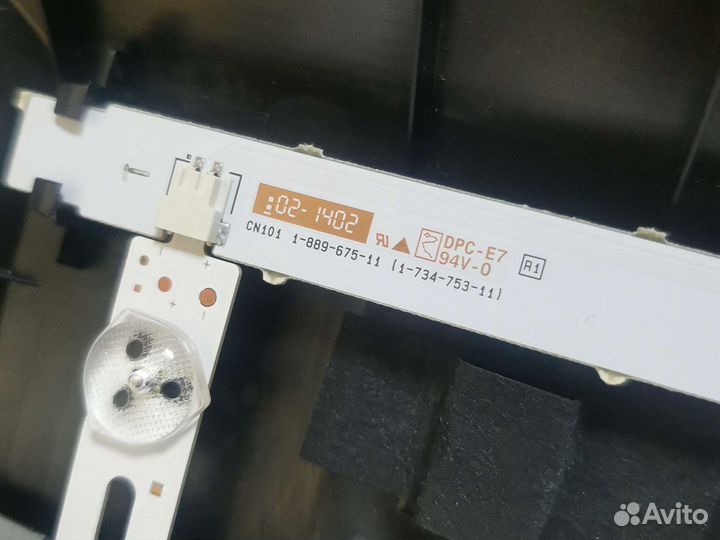 :02-1402
CN101 1-889-675-11 (1-734-753-11)
DPC-E7
94V-0
R1
+ -
+ -
Avito